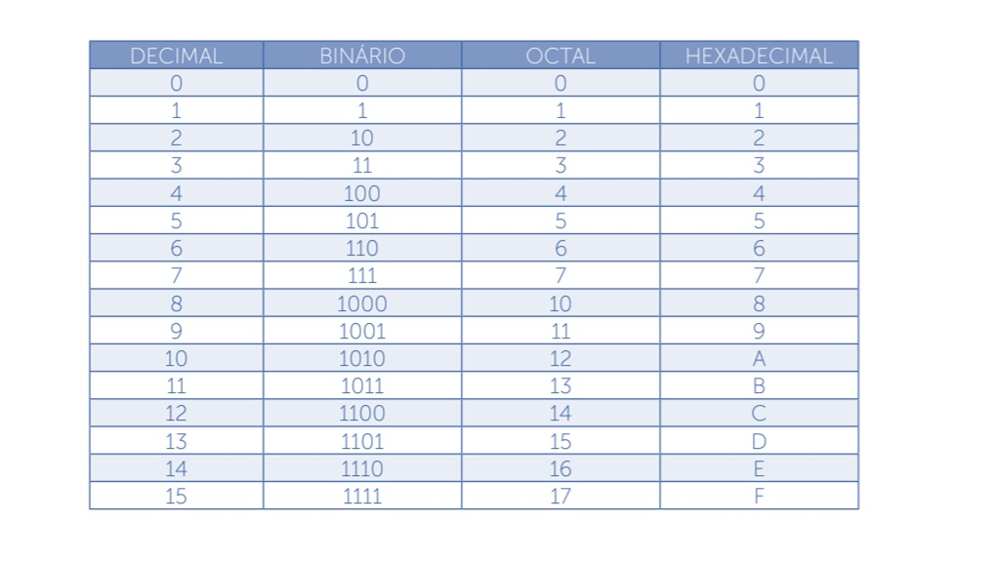 DECIMAL BINÁRIO OCTAL HEXADECIMAL
0 0 0 0
1 1 1 1
2 10 2 2
3 11 3 3
4 100 4 4
5 101 5 5
6 110 6 6
7 111 7 7
8 1000 10 8
9 1001 11 9
10 1010 12 A
11 1011 13 B
12 1100 14 C
13 1101 15 D
14 1110 16 E
15 1111 17 F